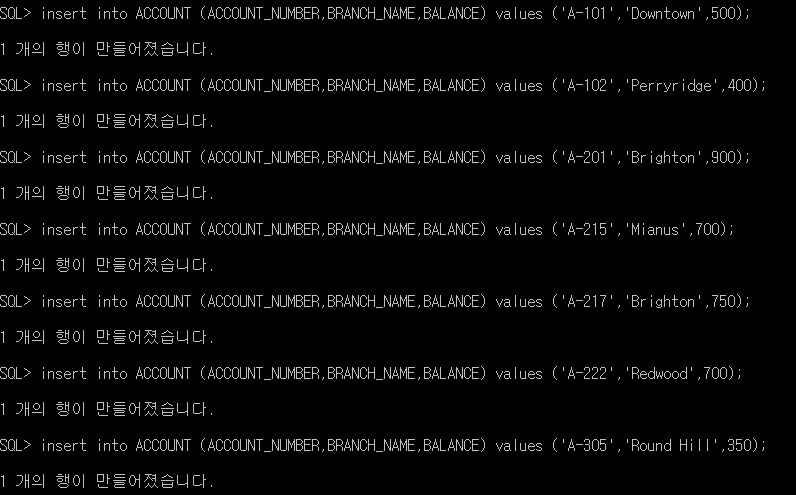 SQL> insert into ACCOUNT (ACCOUNT_NUMBER,BRANCH_NAME,BALANCE) values ('A-101','Downtown',500);
1 개의 행이 만들어졌습니다.
SQL> insert into ACCOUNT (ACCOUNT_NUMBER,BRANCH_NAME,BALANCE) values ('A-102','Perryridge',400);
1 개의 행이 만들어졌습니다.
SQL> insert into ACCOUNT (ACCOUNT_NUMBER,BRANCH_NAME,BALANCE) values ('A-201','Brighton',900);
1 개의 행이 만들어졌습니다.
SQL> insert into ACCOUNT (ACCOUNT_NUMBER,BRANCH_NAME,BALANCE) values ('A-215','Mianus',700);
1 개의 행이 만들어졌습니다.
SQL> insert into ACCOUNT (ACCOUNT_NUMBER,BRANCH_NAME,BALANCE) values ('A-217','Brighton',750);
1 개의 행이 만들어졌습니다.
SQL> insert into ACCOUNT (ACCOUNT_NUMBER,BRANCH_NAME,BALANCE) values ('A-222','Redwood',700);
1 개의 행이 만들어졌습니다.
SQL> insert into ACCOUNT (ACCOUNT_NUMBER,BRANCH_NAME,BALANCE) values ('A-305','Round Hill',350);
1 개의 행이 만들어졌습니다.